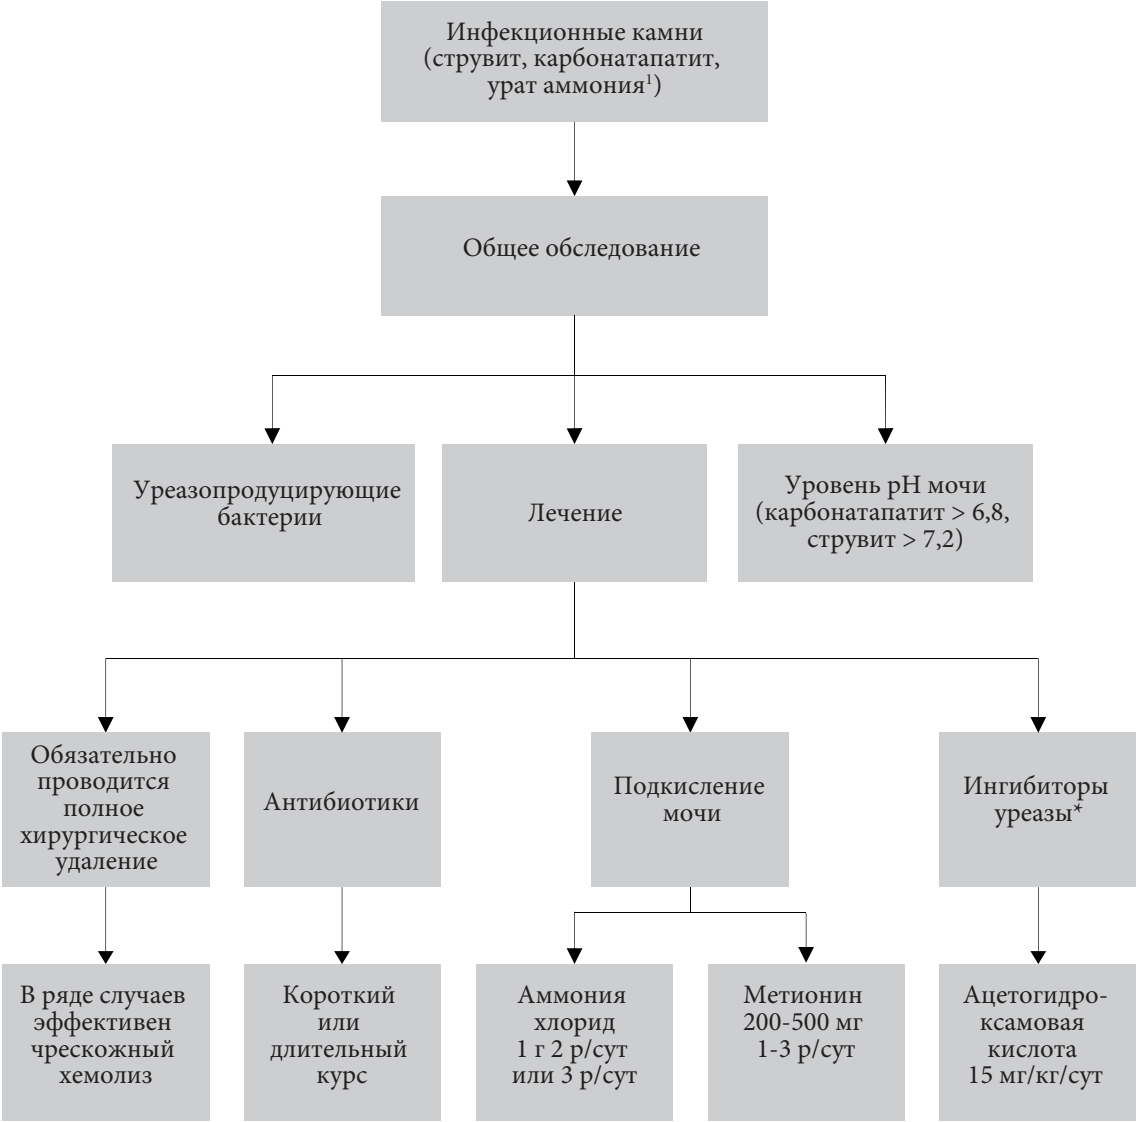 Инфекционные камни
(струвит, карбонатапатит,
урат аммония¹)
Общее обследование
Уреазопродуцирующие
бактерии
Лечение
Уровень pH мочи
(карбонатапатит > 6,8,
струвит > 7,2)
Обязательно
проводится
полное
хирургическое
удаление
Антибиотики
Подкисление
мочи
Ингибиторы
уреазы*
В ряде случаев
эффективен
чрескожный
хемолиз
Короткий
или
длительный
курс
Аммония
хлорид
1 г 2 р/сут
или 3 р/сут
Метионин
200-500 мг
1-3 р/сут
Ацетогидро-
ксамовая
кислота
15 мг/кг/сут